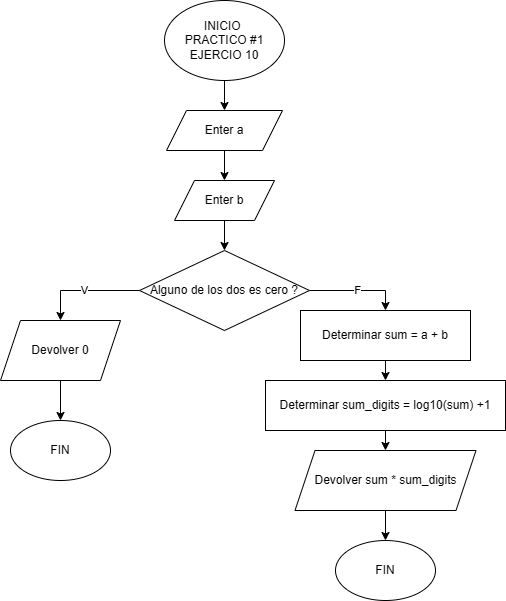 INICIO
PRACTICO #1
EJERCIO 10
Enter a
Enter b
Alguno de los dos es cero ?
V
F
Devolver 0
Determinar sum = a + b
Determinar sum_digits = log10(sum) +1
FIN
Devolver sum * sum_digits
FIN